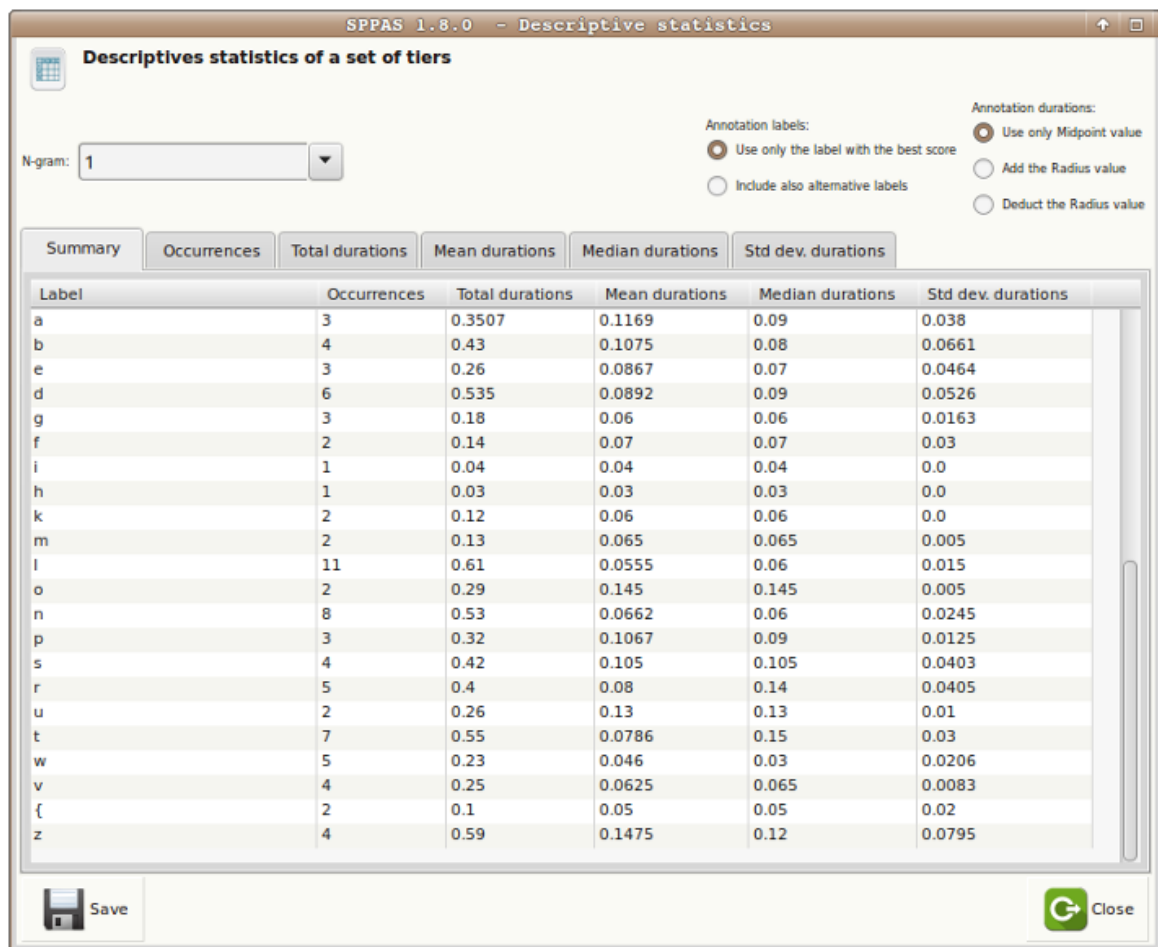 SPPAS 1.8.0 - Descriptive statistics
Descriptives statistics of a set of tiers
N-gram: 1
Annotation labels:
Use only the label with the best score
Include also alternative labels
Annotation durations:
Use only Midpoint value
Add the Radius value
Deduct the Radius value
Summary Occurrences Total durations Mean durations Median durations Std dev. durations
Label Occurrences Total durations Mean durations Median durations Std dev. durations
a 3 0.3507 0.1169 0.09 0.038
b 4 0.43 0.1075 0.08 0.0661
e 3 0.26 0.0867 0.07 0.0464
d 6 0.535 0.0892 0.09 0.0526
g 3 0.18 0.06 0.06 0.0163
f 2 0.14 0.07 0.07 0.03
i 1 0.04 0.04 0.04 0.0
h 1 0.03 0.03 0.03 0.0
k 2 0.12 0.06 0.06 0.0
m 2 0.13 0.065 0.065 0.005
l 11 0.61 0.0555 0.06 0.015
o 2 0.29 0.145 0.145 0.005
n 8 0.53 0.0662 0.06 0.0245
p 3 0.32 0.1067 0.09 0.0125
s 4 0.42 0.105 0.105 0.0403
r 5 0.4 0.08 0.14 0.0405
u 2 0.26 0.13 0.13 0.01
t 7 0.55 0.0786 0.15 0.03
w 5 0.23 0.046 0.03 0.0206
v 4 0.25 0.0625 0.065 0.0083
{ 2 0.1 0.05 0.05 0.02
z 4 0.59 0.1475 0.12 0.0795
Save
Close